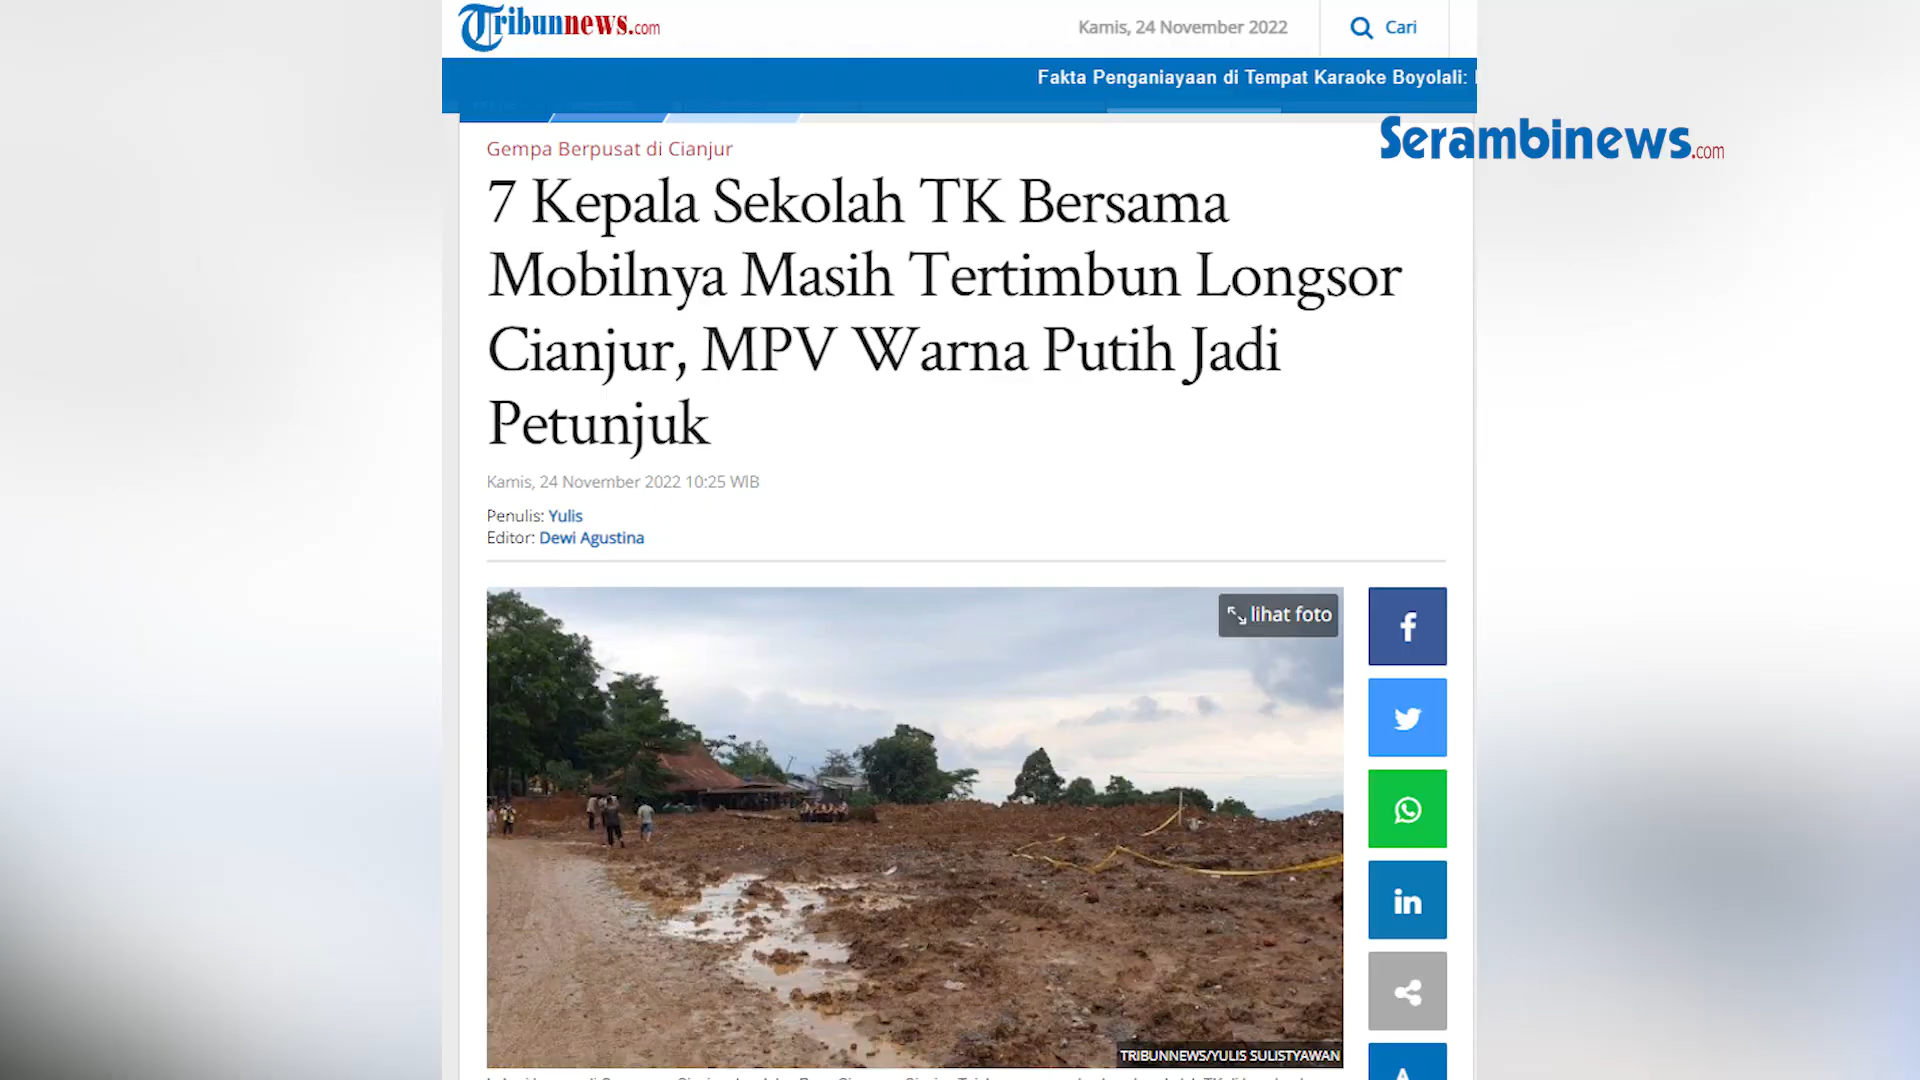 Tribunnews.com
Kamis, 24 November 2022
Cari
Fakta Penganiayaan di Tempat Karaoke Boyolali:
Serambinews.com
Gempa Berpusat di Cianjur
7 Kepala Sekolah TK Bersama
Mobilnya Masih Tertimbun Longsor
Cianjur, MPV Warna Putih Jadi
Petunjuk
Kamis, 24 November 2022 10:25 WIB
Penulis: Yulis
Editor: Dewi Agustina
lihat foto
TRIBUNNEWS/YULIS SULISTYAWAN